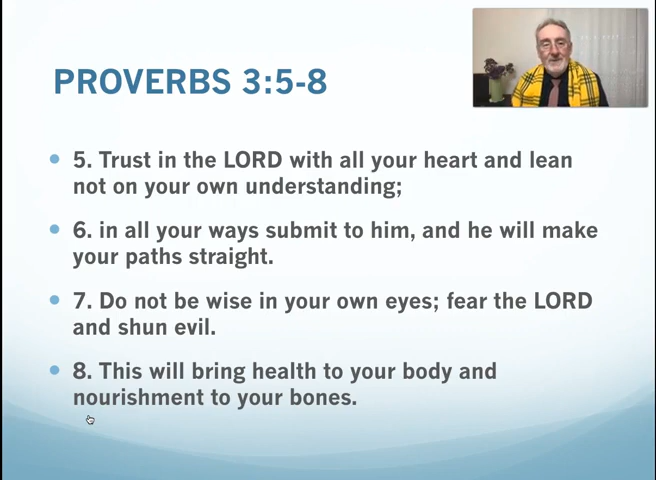 PROVERBS 3:5-8
5. Trust in the LORD with all your heart and lean
not on your own understanding;
6. in all your ways submit to him, and he will make
your paths straight.
7. Do not be wise in your own eyes; fear the LORD
and shun evil.
8. This will bring health to your body and
nourishment to your bones.